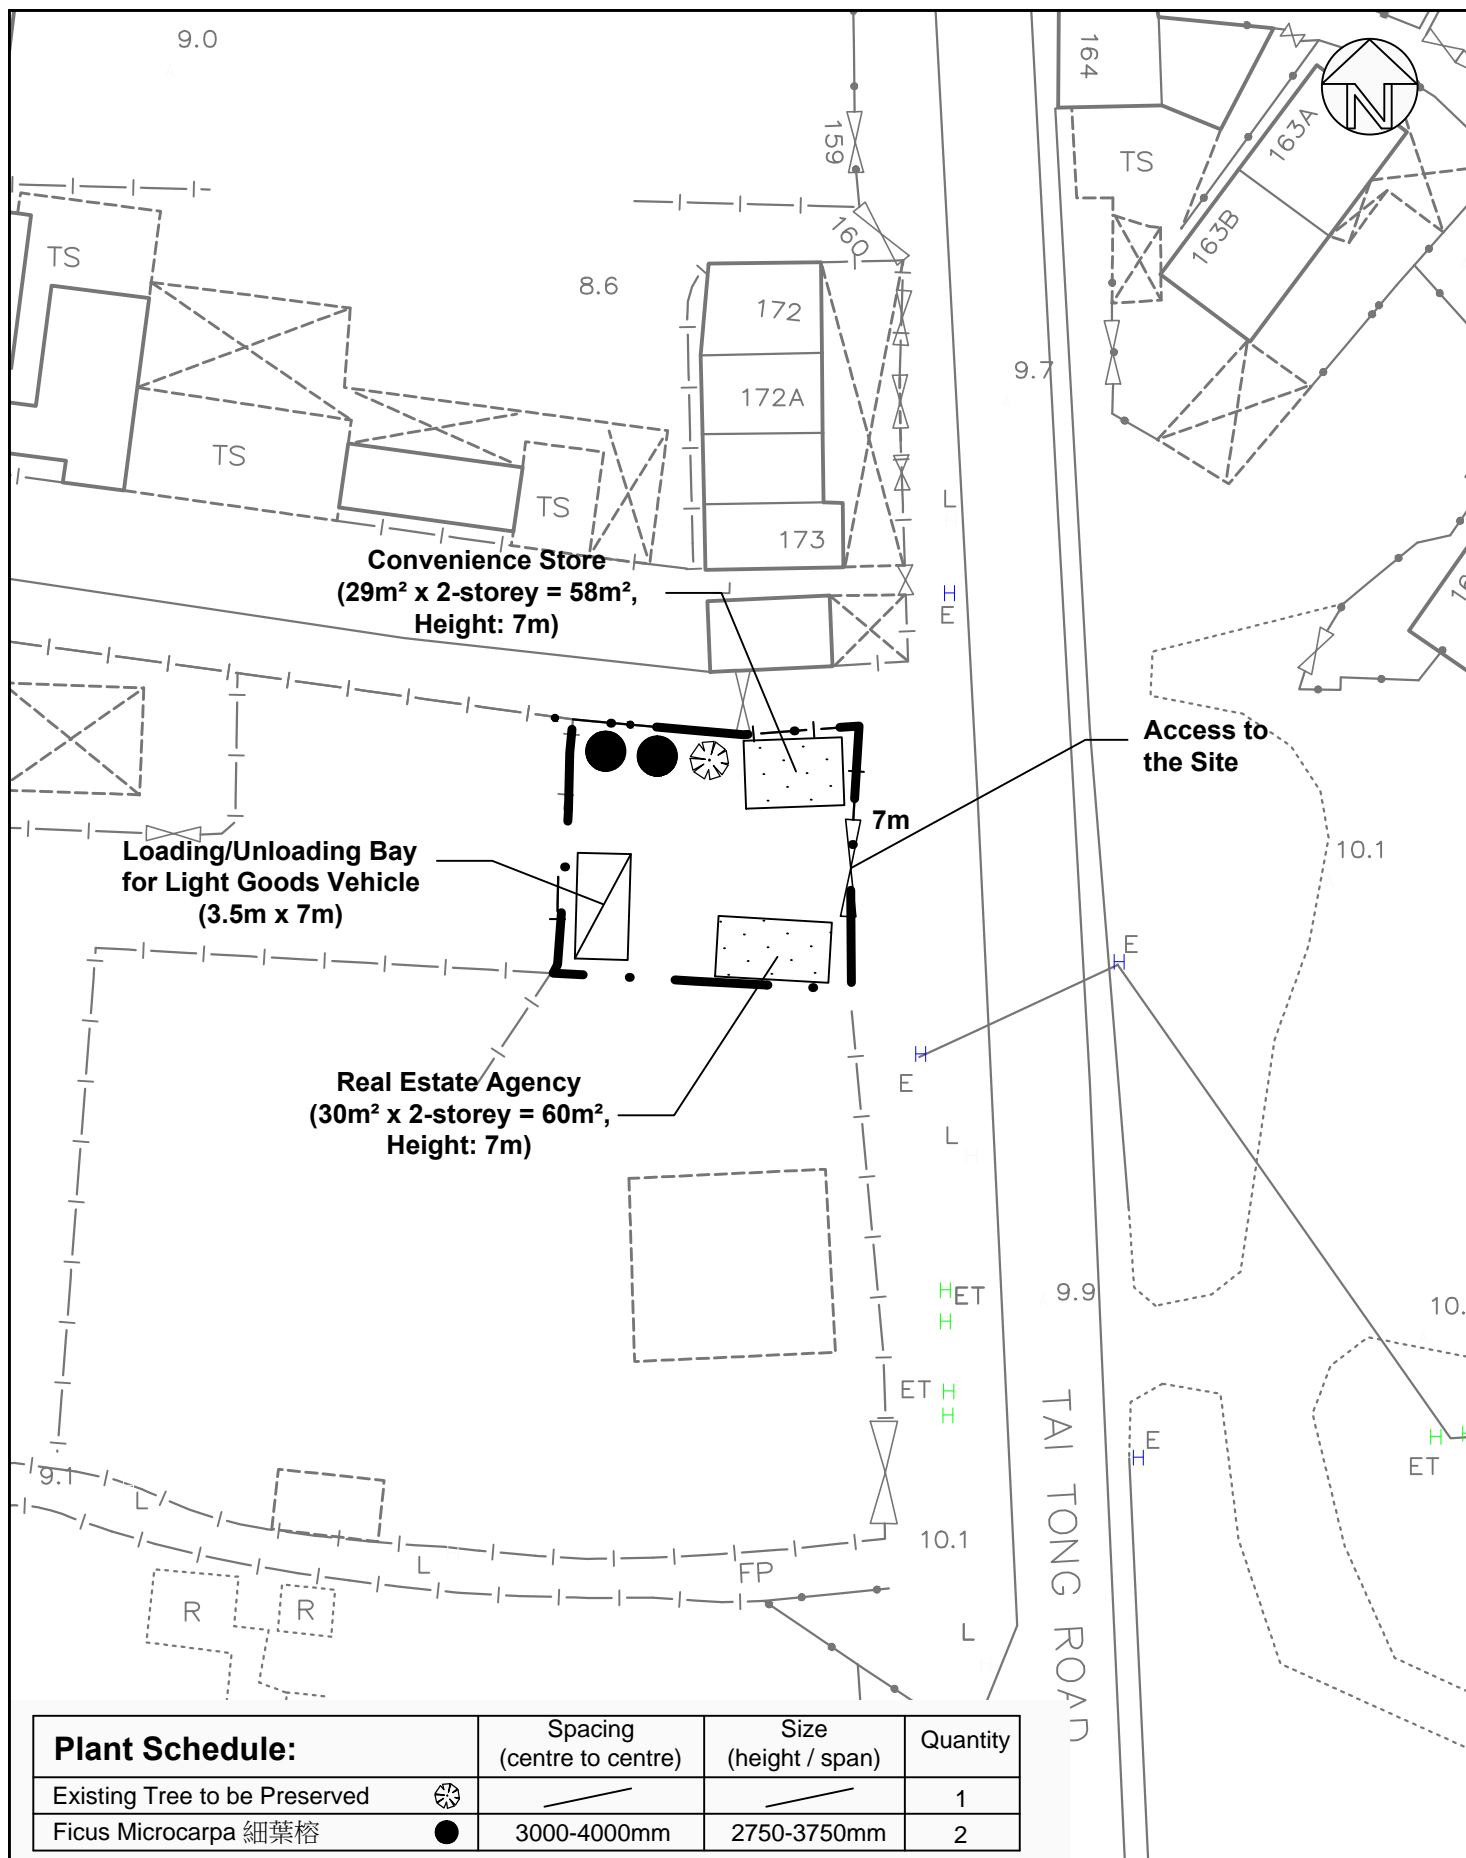 9.0
164
N
159
163A
TS
160
163B
TS
8.6
172
9.7
172A
TS
L
TS
173
Convenience Store
(29m² x 2-storey = 58m²,
Height: 7m)
L
H
E
Access to
the Site
7m
10.1
Loading/Unloading Bay
for Light Goods Vehicle
(3.5m x 7m)
E
H
H
E
Real Estate Agency
(30m² x 2-storey = 60m²,
Height: 7m)
L
H
ET
H
9.9
10.
ET
H
H
E
H
H
ET
TAI TONG ROAD
9.1
L
10.1
L
FP
R
R
L
Plant Schedule:
Spacing
(centre to centre)
Size
(height / span)
Quantity
Existing Tree to be Preserved
1
Ficus Microcarpa 細葉榕
3000-4000mm
2750-3750mm
2